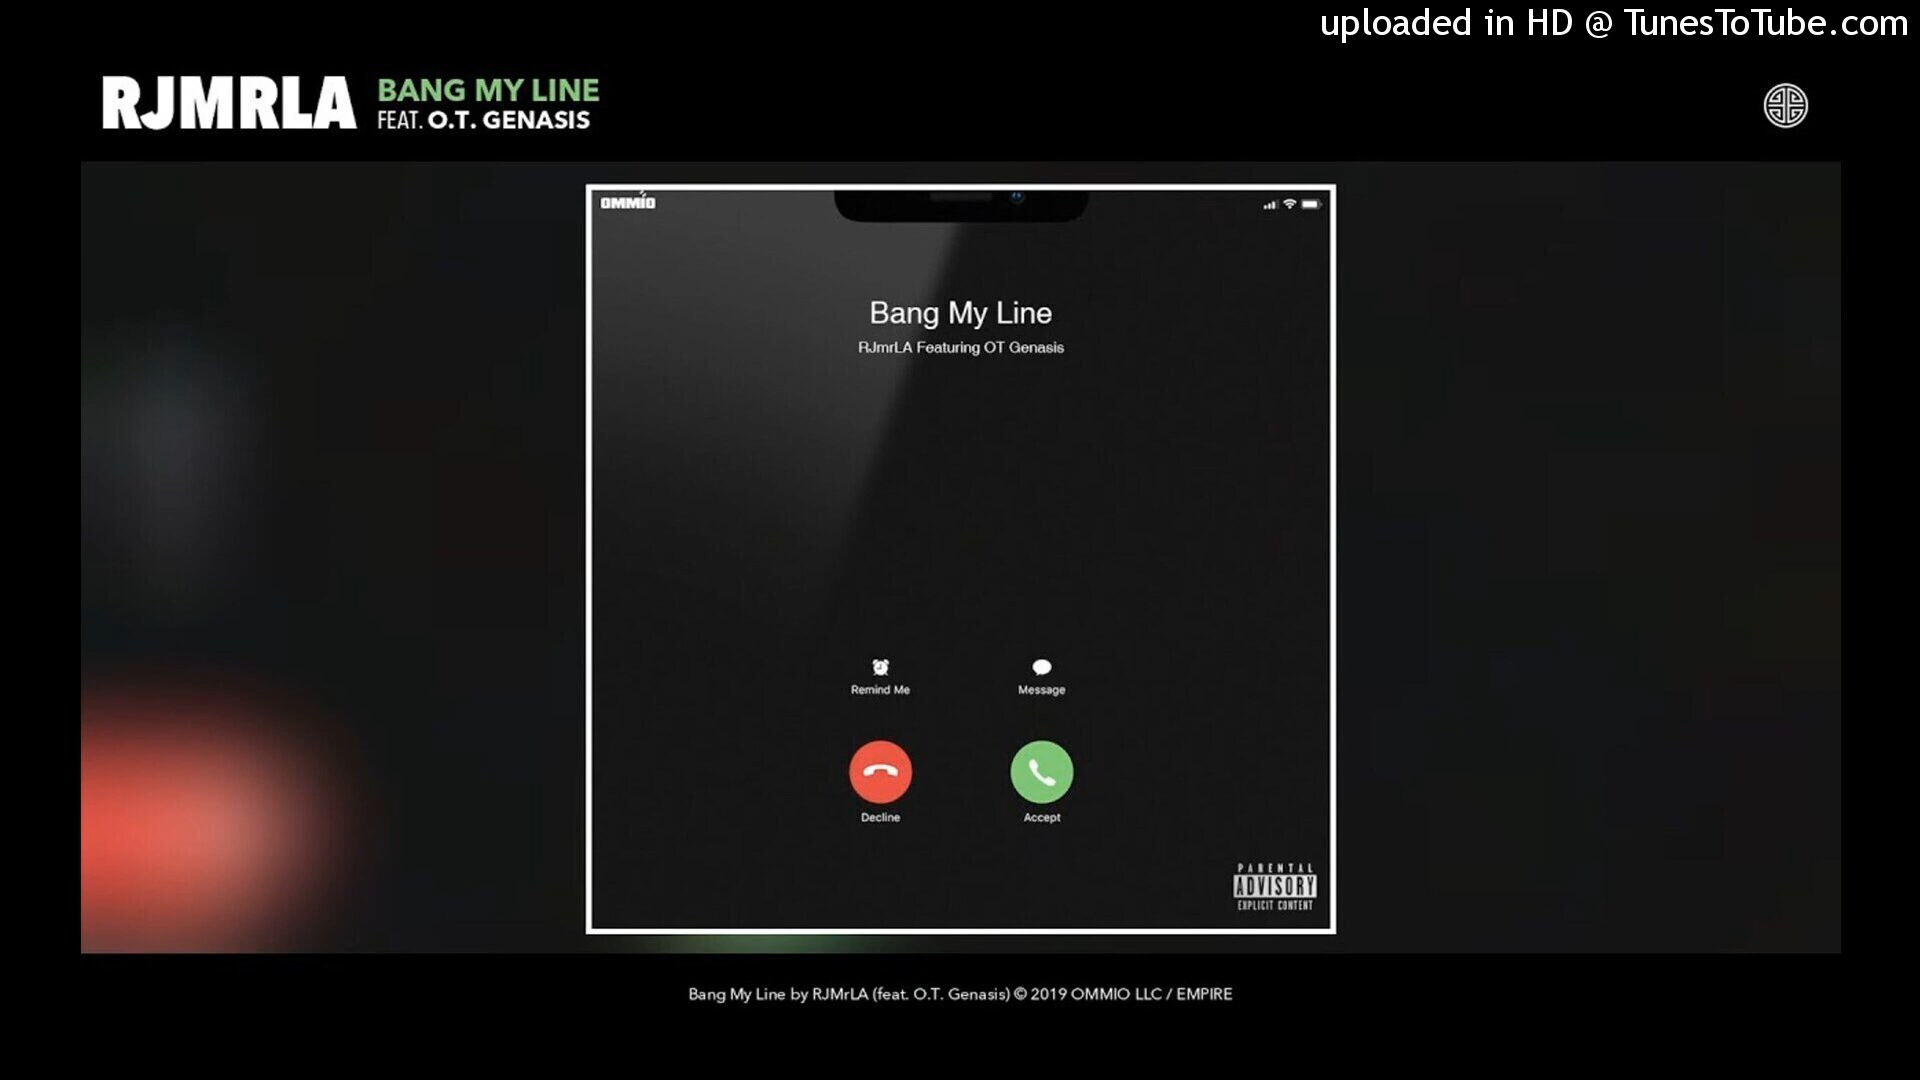 uploaded in HD @ TunesToTube.com
RJMRLA
BANG MY LINE
FEAT. O.T. GENASIS
OMMIO
Bang My Line
RJmrLA Featuring OT Genasis
Remind Me
Message
Decline
Accept
PARENTAL
ADVISORY
EXPLICIT CONTENT
Bang My Line by RJMrLA (feat. O.T. Genasis) © 2019 OMMIO LLC / EMPIRE